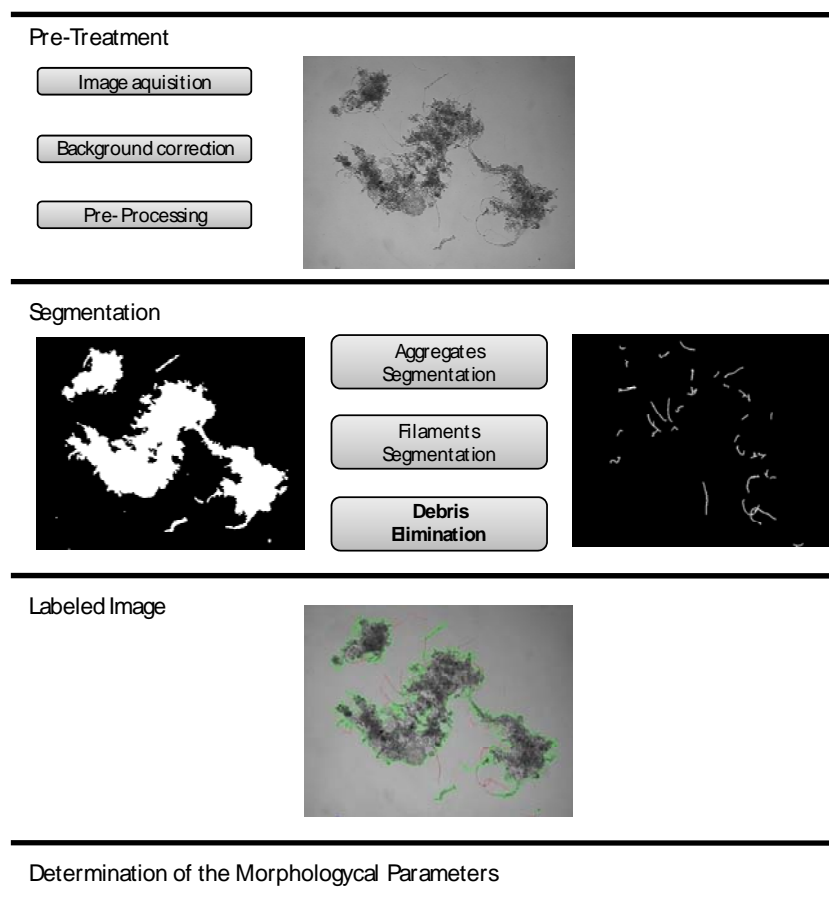 Pre-Treatment
Image aquisition
Background correction
Pre-Processing
Segmentation
Aggregates
Segmentation
Filaments
Segmentation
Debris
Elimination
Labeled Image
Determination of the Morphologycal Parameters